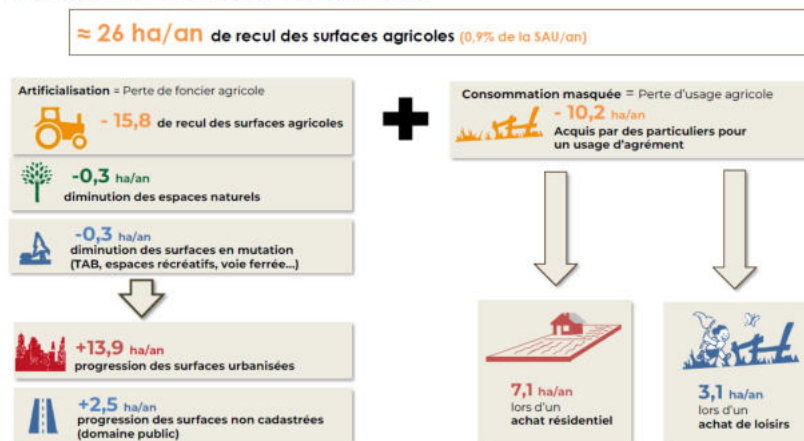 ≈ 26 ha/an de recul des surfaces agricoles (0,9% de la SAU/an)
Artificialisation = Perte de foncier agricole
- 15,8 de recul des surfaces agricoles
-0,3 ha/an
diminution des espaces naturels
-0,3 ha/an
diminution des surfaces en mutation
(TAB, espaces récréatifs, voie ferrée...)
+13,9 ha/an
progression des surfaces urbanisées
+2,5 ha/an
progression des surfaces non cadastrées
(domaine public)
Consommation masquée = Perte d'usage agricole
- 10,2 ha/an
Acquis par des particuliers pour
un usage d'agrément
7,1 ha/an
lors d'un
achat résidentiel
3,1 ha/an
lors d'un
achat de loisirs